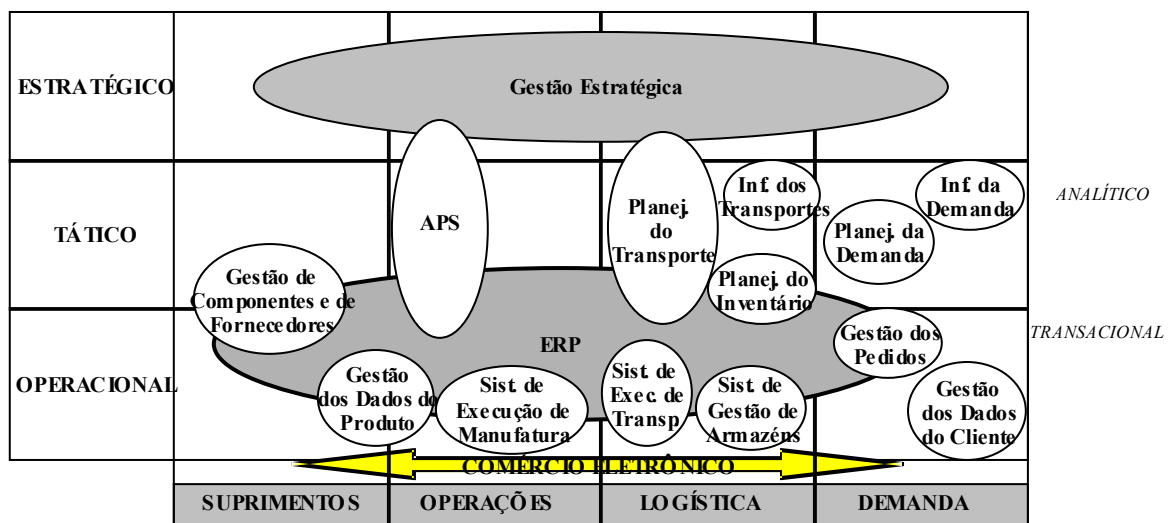 ESTRATÉGICO
Gestão Estratégica
TÁTICO
APS
Planej.
do
Transporte
Inf. dos
Transportes
Planej. da
Demanda
Inf. da
Demanda
ANALÍTICO
Gestão de
Componentes e de
Fornecedores
Planej. do
Inventário
OPERACIONAL
ERP
Gestão dos
Pedidos
TRANSACIONAL
Gestão
dos Dados do
Produto
Sist. de
Execução de
Manufatura
Sist. de
Exec. de
Transp.
Sist. de
Gestão de
Armazéns
Gestão
dos Dados
do Cliente
COMÉRCIO ELETRÔNICO
SUPRIMENTOS
OPERAÇÕES
LOGÍSTICA
DEMANDA